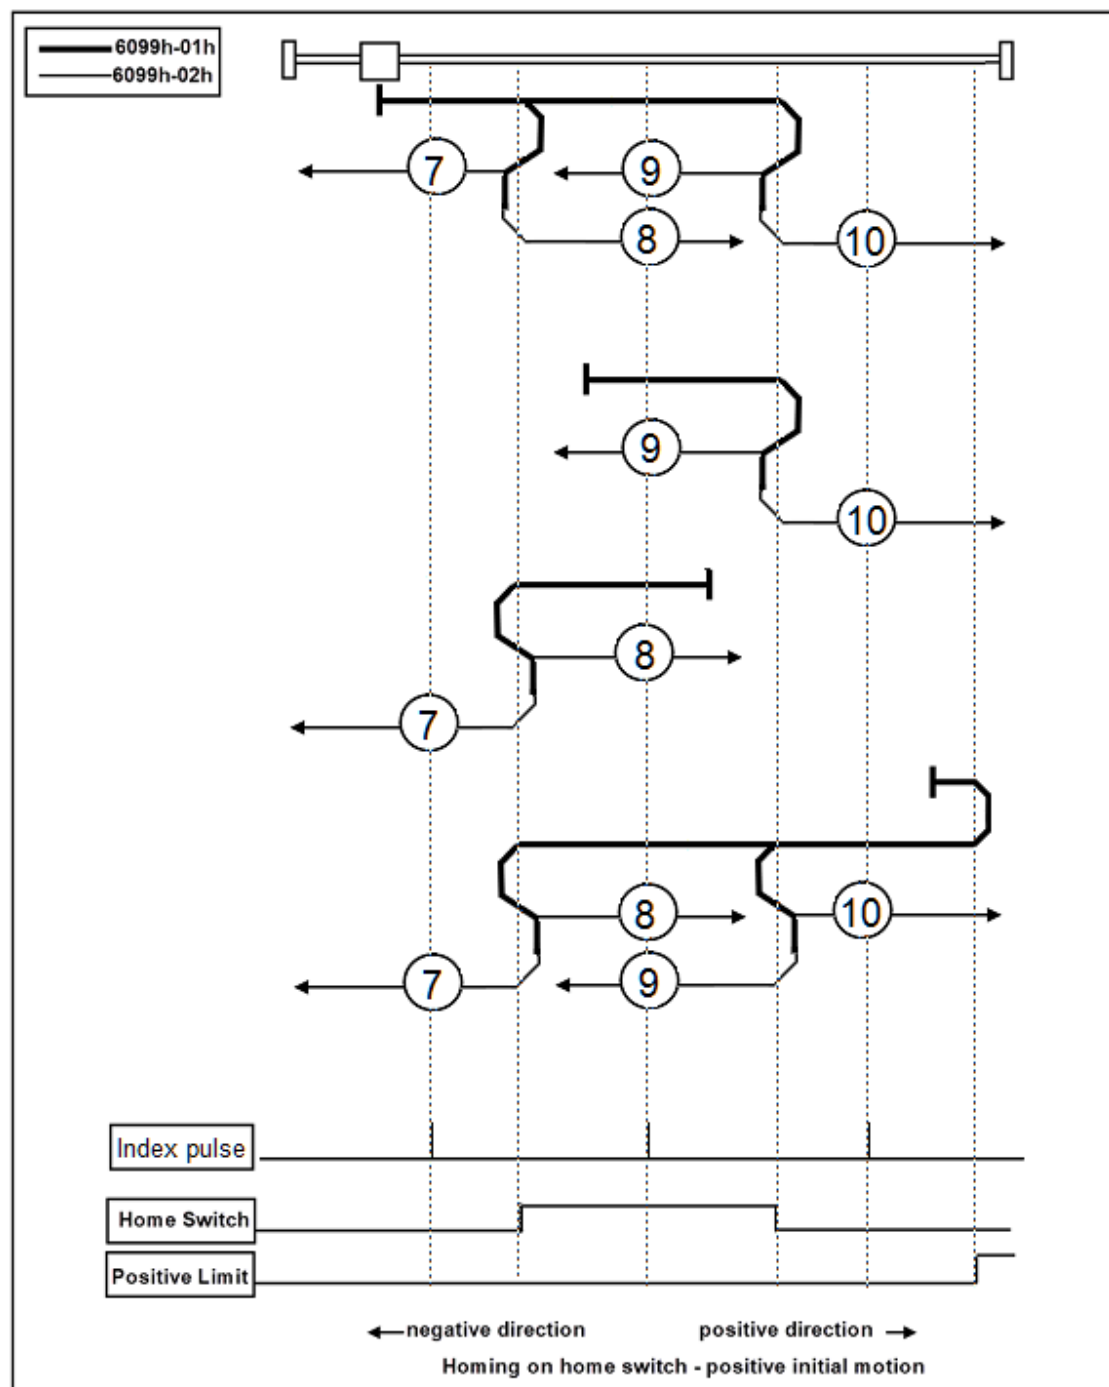 6099h-01h
6099h-02h
7
9
8
10
9
10
8
7
8
10
7
9
Index pulse
Home Switch
Positive Limit
negative direction
positive direction
Homing on home switch - positive initial motion